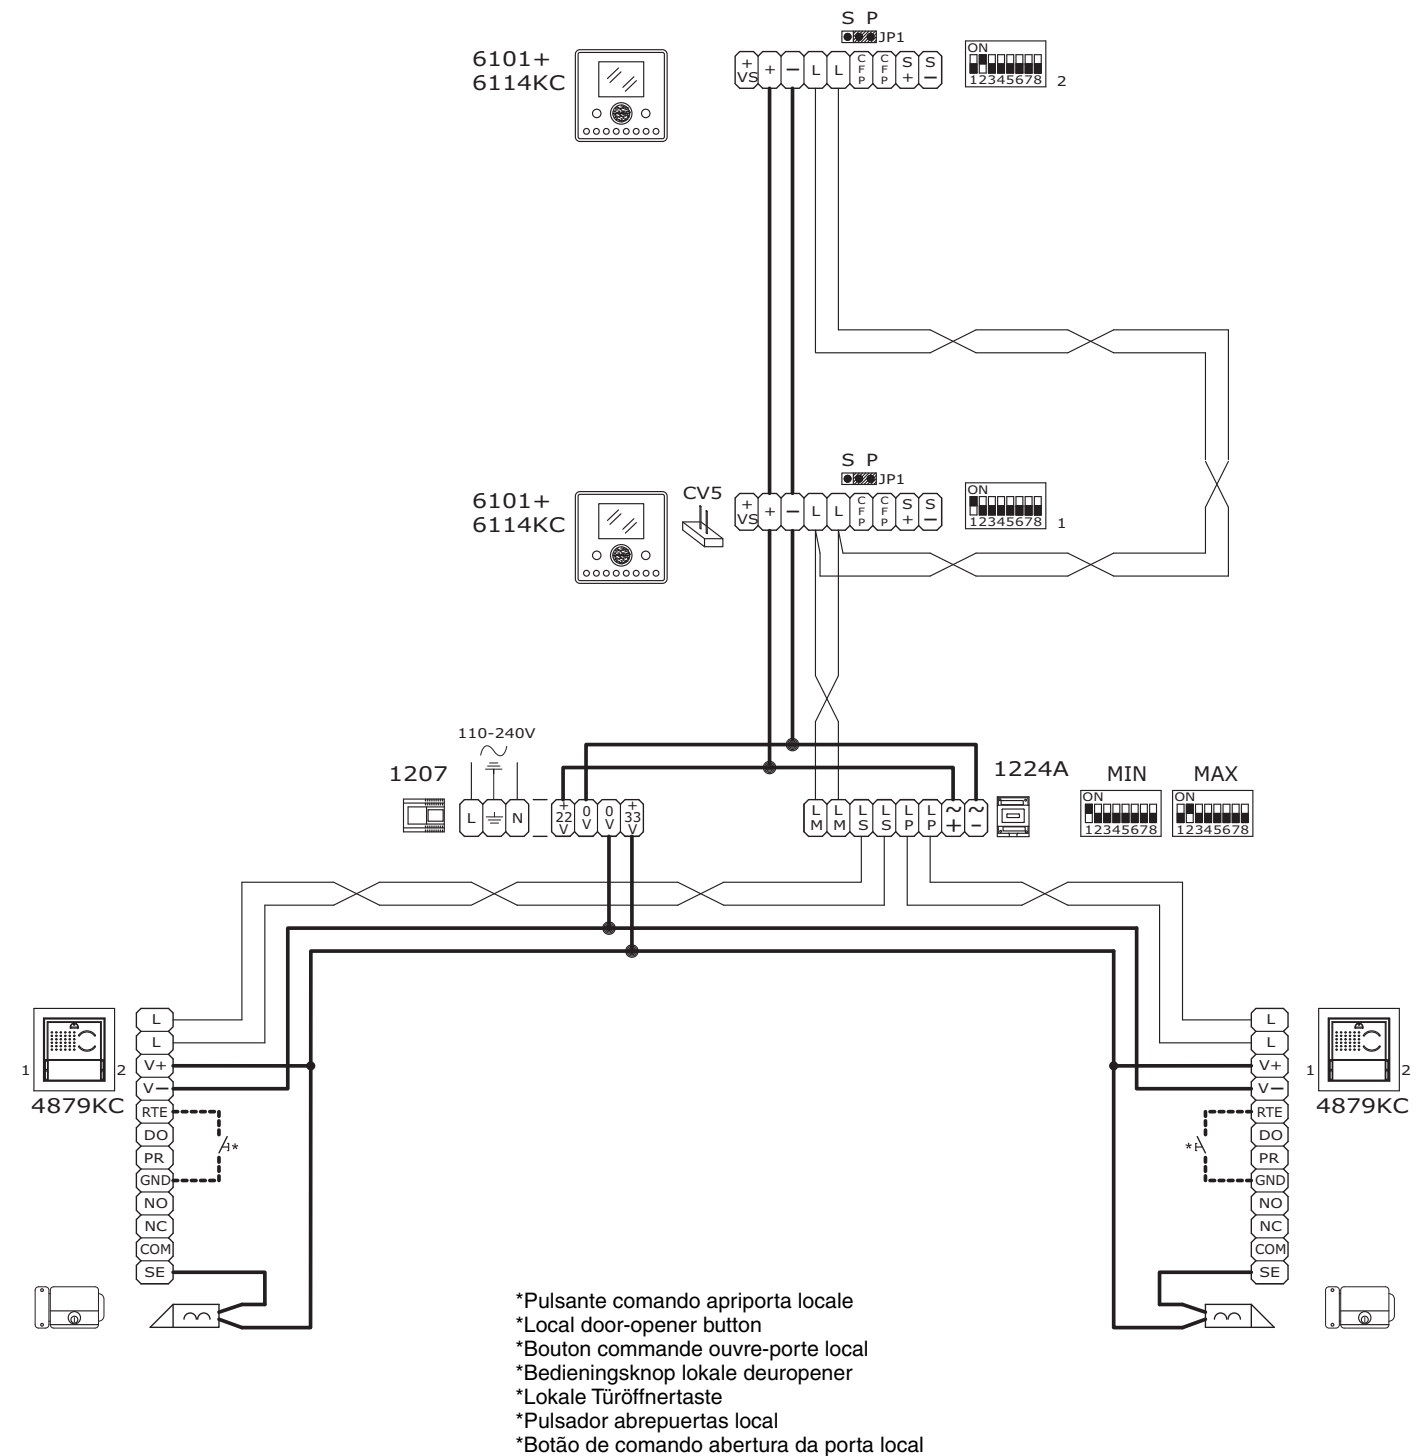 S P
JP1
6101+
6114KC
+ VS + − L L CFP CFP S+ S−
ON
12345678
2
S P
JP1
6101+
6114KC
CV5
+ VS + − L L CFP CFP S+ S−
ON
12345678
1
110-240V
1207
1224A
MIN
MAX
L N +22V 0V 0V +33V
LM LM LS LS LP LP ~+ ~−
ON
12345678
ON
12345678
1
2
4879KC
L
L
V+
V−
RTE
DO
PR
GND
NO
NC
COM
SE
*
1
2
4879KC
L
L
V+
V−
RTE
DO
PR
GND
NO
NC
COM
SE
*
*Pulsante comando apriporta locale
*Local door-opener button
*Bouton commande ouvre-porte local
*Bedieningsknop lokale deuropener
*Lokale Türöffnertaste
*Pulsador abrepuertas local
*Botão de comando abertura da porta local